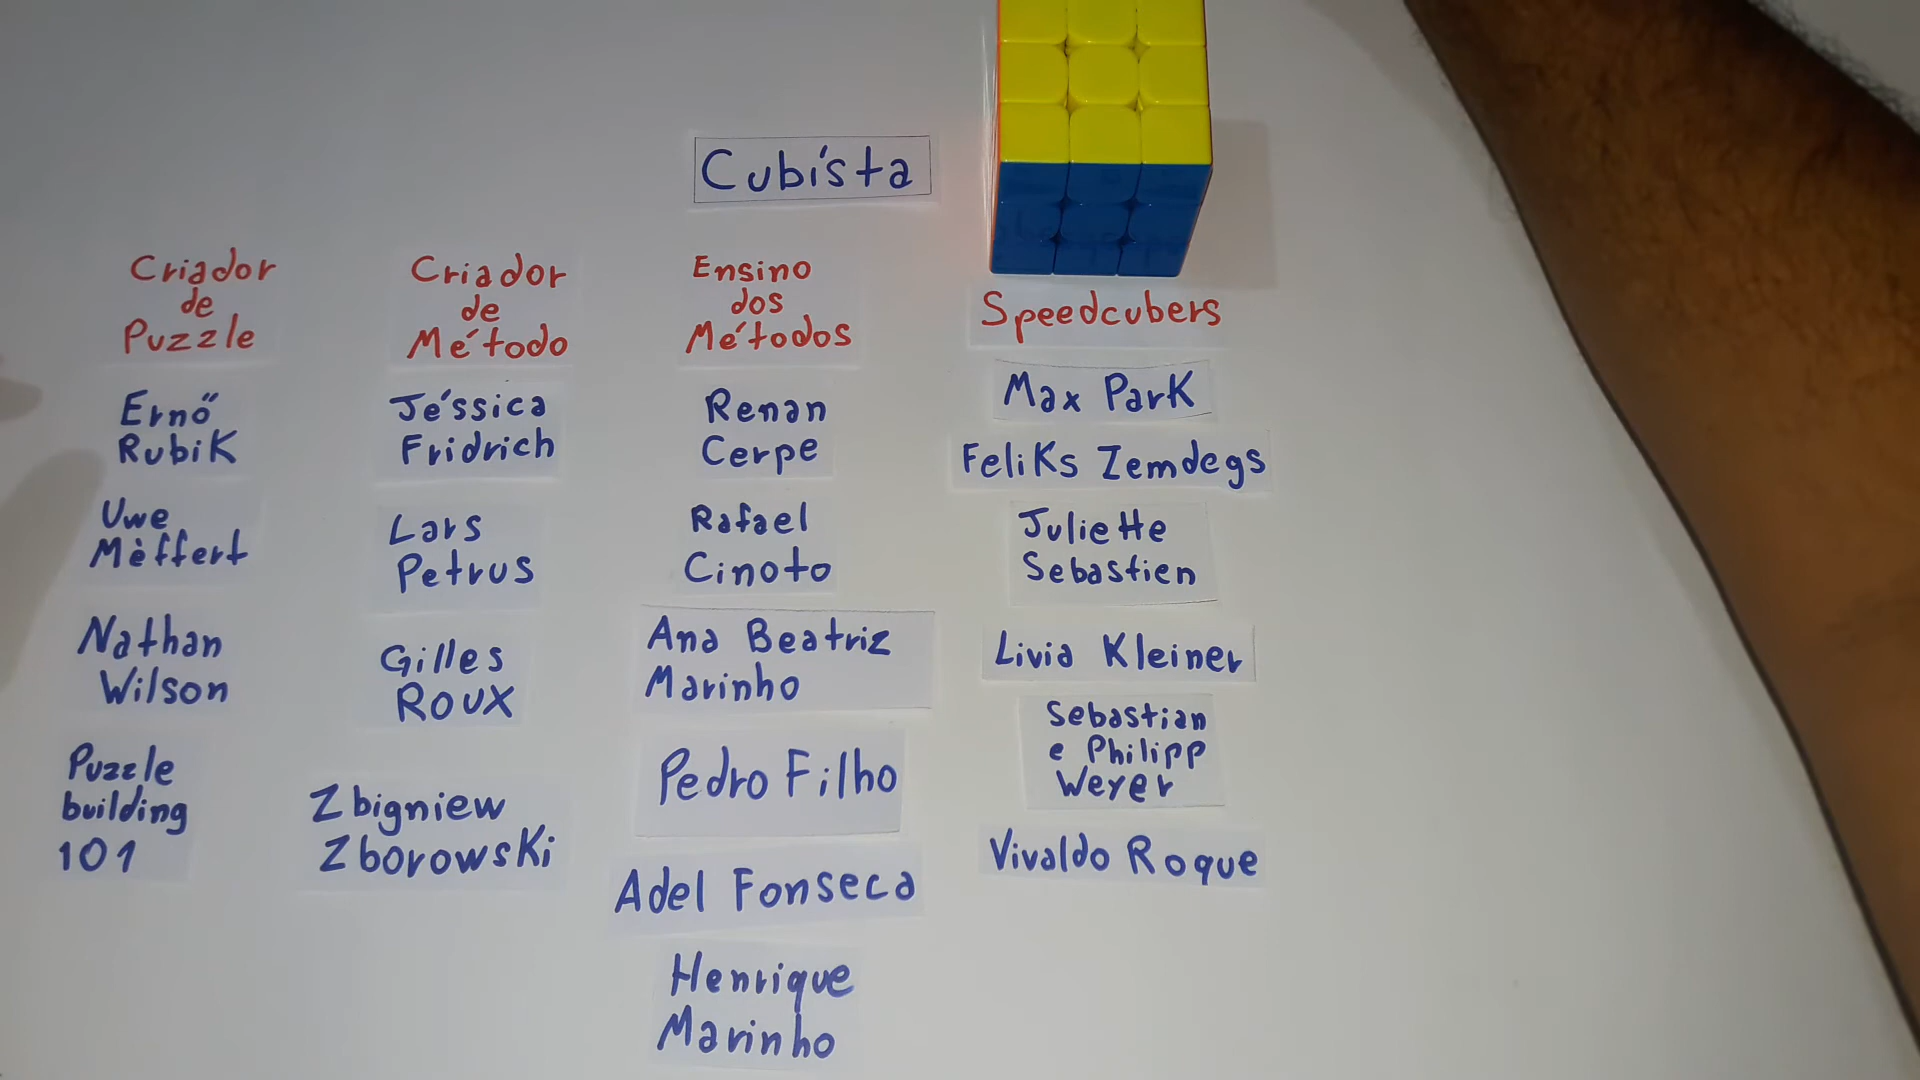 Cubísta
Criador
de
Puzzle
Ernő
Rubik
Uwe
Mèffert
Nathan
Wilson
Puzzle
building
101
Criador
de
Método
Jéssica
Fridrich
Lars
Petrus
Gilles
Roux
Zbigniew
Zborowski
Ensino
dos
Métodos
Renan
Cerpe
Rafael
Cinoto
Ana Beatriz
Marinho
Pedro Filho
Adel Fonseca
Henrique
Marinho
Speedcubers
Max Park
Feliks Zemdegs
Juliette
Sebastien
Livia Kleiner
Sebastian
e Philipp
Weyer
Vivaldo Roque